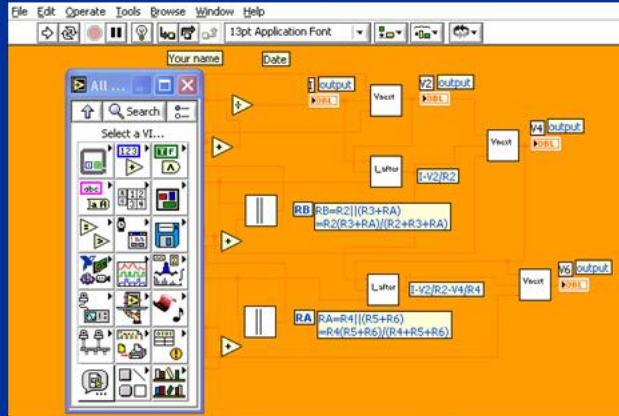 File Edit Operate Tools Browse Window Help
13pt Application Font
Your name
Date
All ...
Search
Select a VI...
I output
DBL
Vnext
V2 output
DBL
I_after
I-V2/R2
Vnext
V4 output
DBL
RB RB=R2||(R3+RA)
=R2(R3+RA)/(R2+R3+RA)
I_after
I-V2/R2-V4/R4
Vnext
V6 output
DBL
RA RA=R4||(R5+R6)
=R4(R5+R6)/(R4+R5+R6)